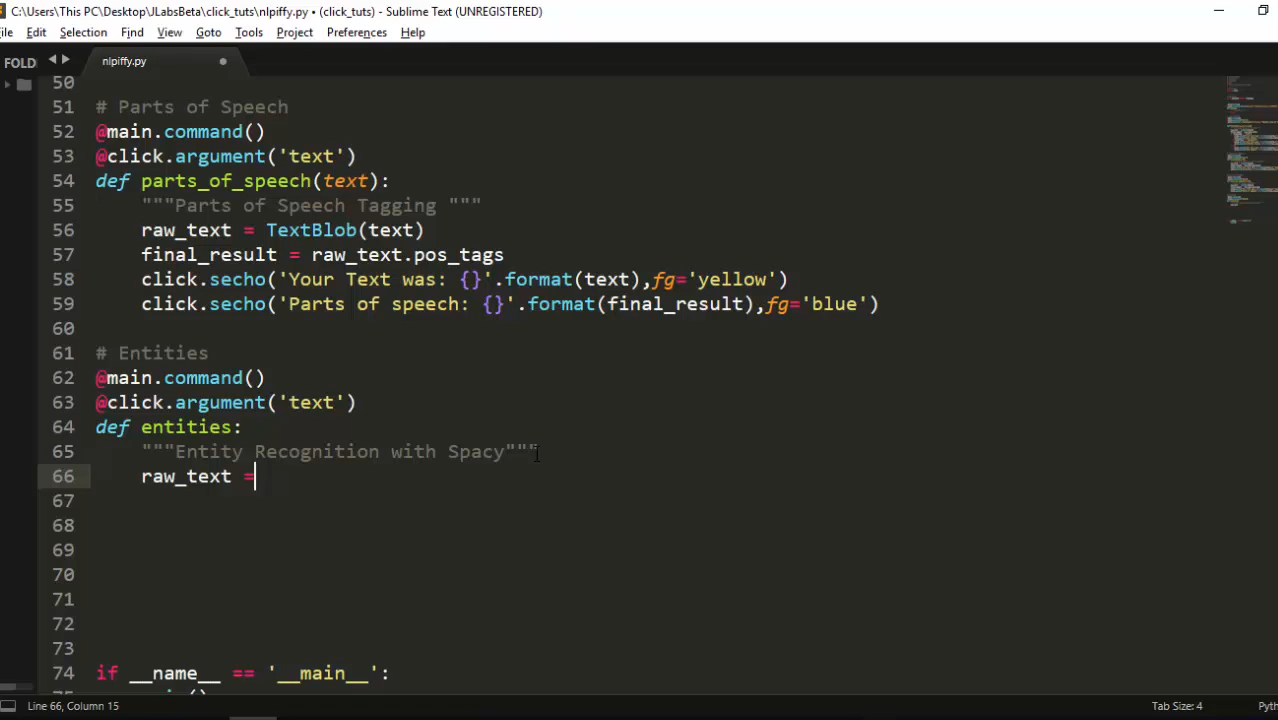 C:\Users\This PC\Desktop\JLabsBeta\click_tuts\nlpiffy.py • (click_tuts) - Sublime Text (UNREGISTERED)
ile Edit Selection Find View Goto Tools Project Preferences Help
FOLD
nlpiffy.py
50
51 # Parts of Speech
52 @main.command()
53 @click.argument('text')
54 def parts_of_speech(text):
55 """Parts of Speech Tagging """
56 raw_text = TextBlob(text)
57 final_result = raw_text.pos_tags
58 click.secho('Your Text was: {}'.format(text),fg='yellow')
59 click.secho('Parts of speech: {}'.format(final_result),fg='blue')
60
61 # Entities
62 @main.command()
63 @click.argument('text')
64 def entities:
65 """Entity Recognition with Spacy"""
66 raw_text =
67
68
69
70
71
72
73
74 if __name__ == '__main__':
Line 66, Column 15
Tab Size: 4
Pyth